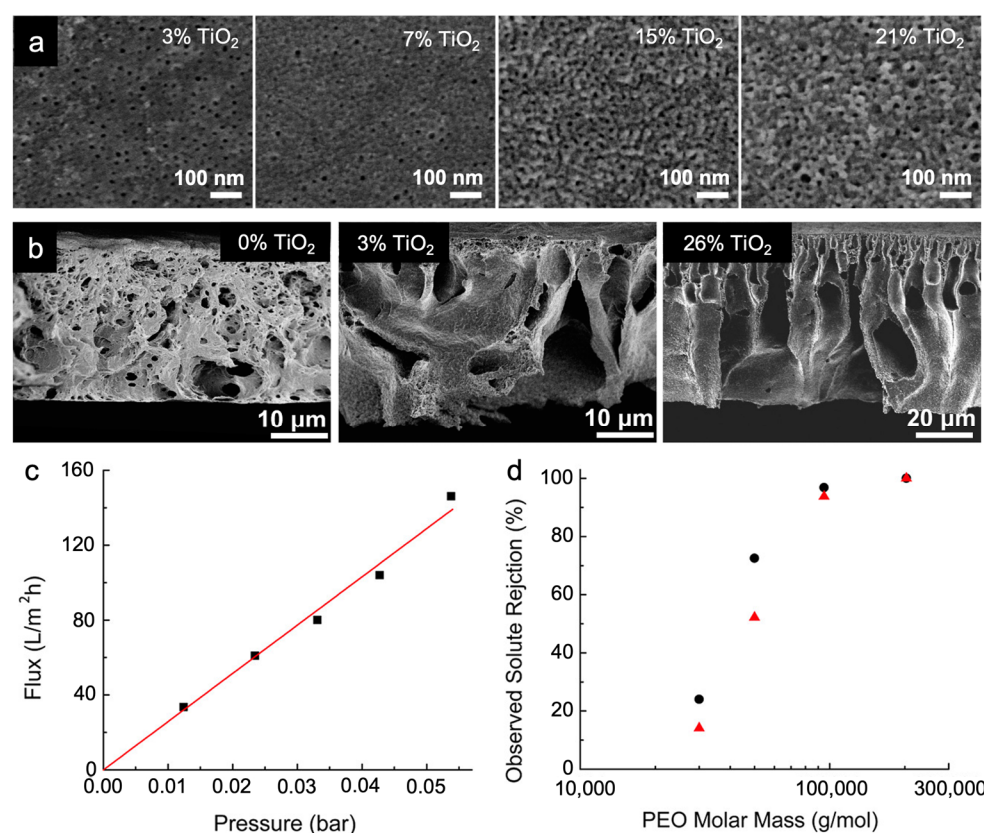 a
3% TiO₂
7% TiO₂
15% TiO₂
21% TiO₂
100 nm
100 nm
100 nm
100 nm
b
0% TiO₂
3% TiO₂
26% TiO₂
10 μm
10 μm
20 μm
c
160
120
80
40
0
0.00
0.01
0.02
0.03
0.04
0.05
Flux (L/m²h)
Pressure (bar)
d
100
80
60
40
20
0
10,000
100,000
300,000
Observed Solute Rejction (%)
PEO Molar Mass (g/mol)